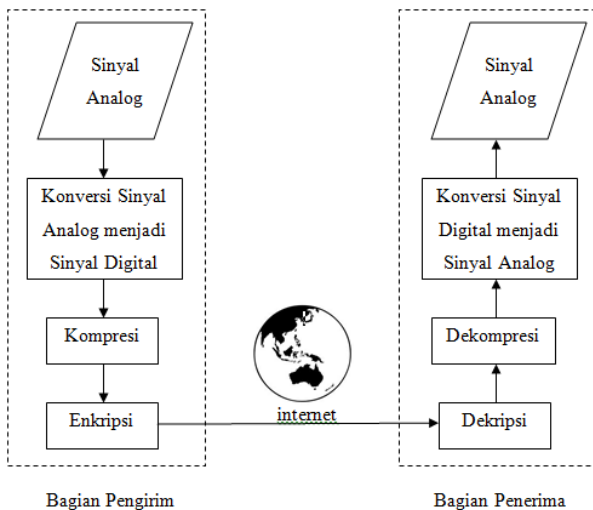 Sinyal
Analog
Konversi Sinyal
Analog menjadi
Sinyal Digital
Kompresi
Enkripsi
internet
Sinyal
Analog
Konversi Sinyal
Digital menjadi
Sinyal Analog
Dekompresi
Dekripsi
Bagian Pengirim
Bagian Penerima